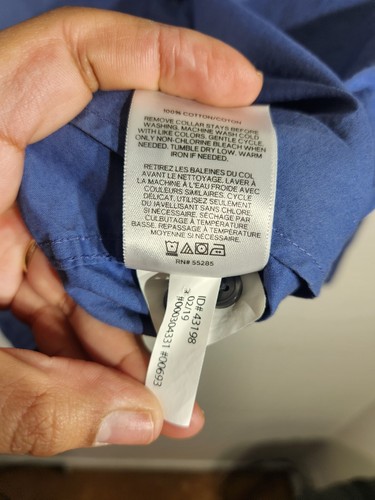 100% COTTON/COTON
REMOVE COLLAR STAYS BEFORE
WASHING. MACHINE WASH COLD
WITH LIKE COLORS. GENTLE CYCLE.
ONLY NON-CHLORINE BLEACH WHEN
NEEDED. TUMBLE DRY LOW. WARM
IRON IF NEEDED.
RETIREZ LES BALEINES DU COL
AVANT LE NETTOYAGE. LAVER À
LA MACHINE À L'EAU FROIDE AVEC
COULEURS SIMILAIRES, CYCLE
DÉLICAT. UTILISEZ SEULEMENT
DU JAVELLISANT SANS CHLORE
SI NÉCESSAIRE. SÉCHAGE PAR
CULBUTAGE À TEMPÉRATURE
BASSE. REPASSAGE À TEMPÉRATURE
MOYENNE SI NÉCESSAIRE.
RN# 55285
ID# 43198
02/19
#000304331 #00693